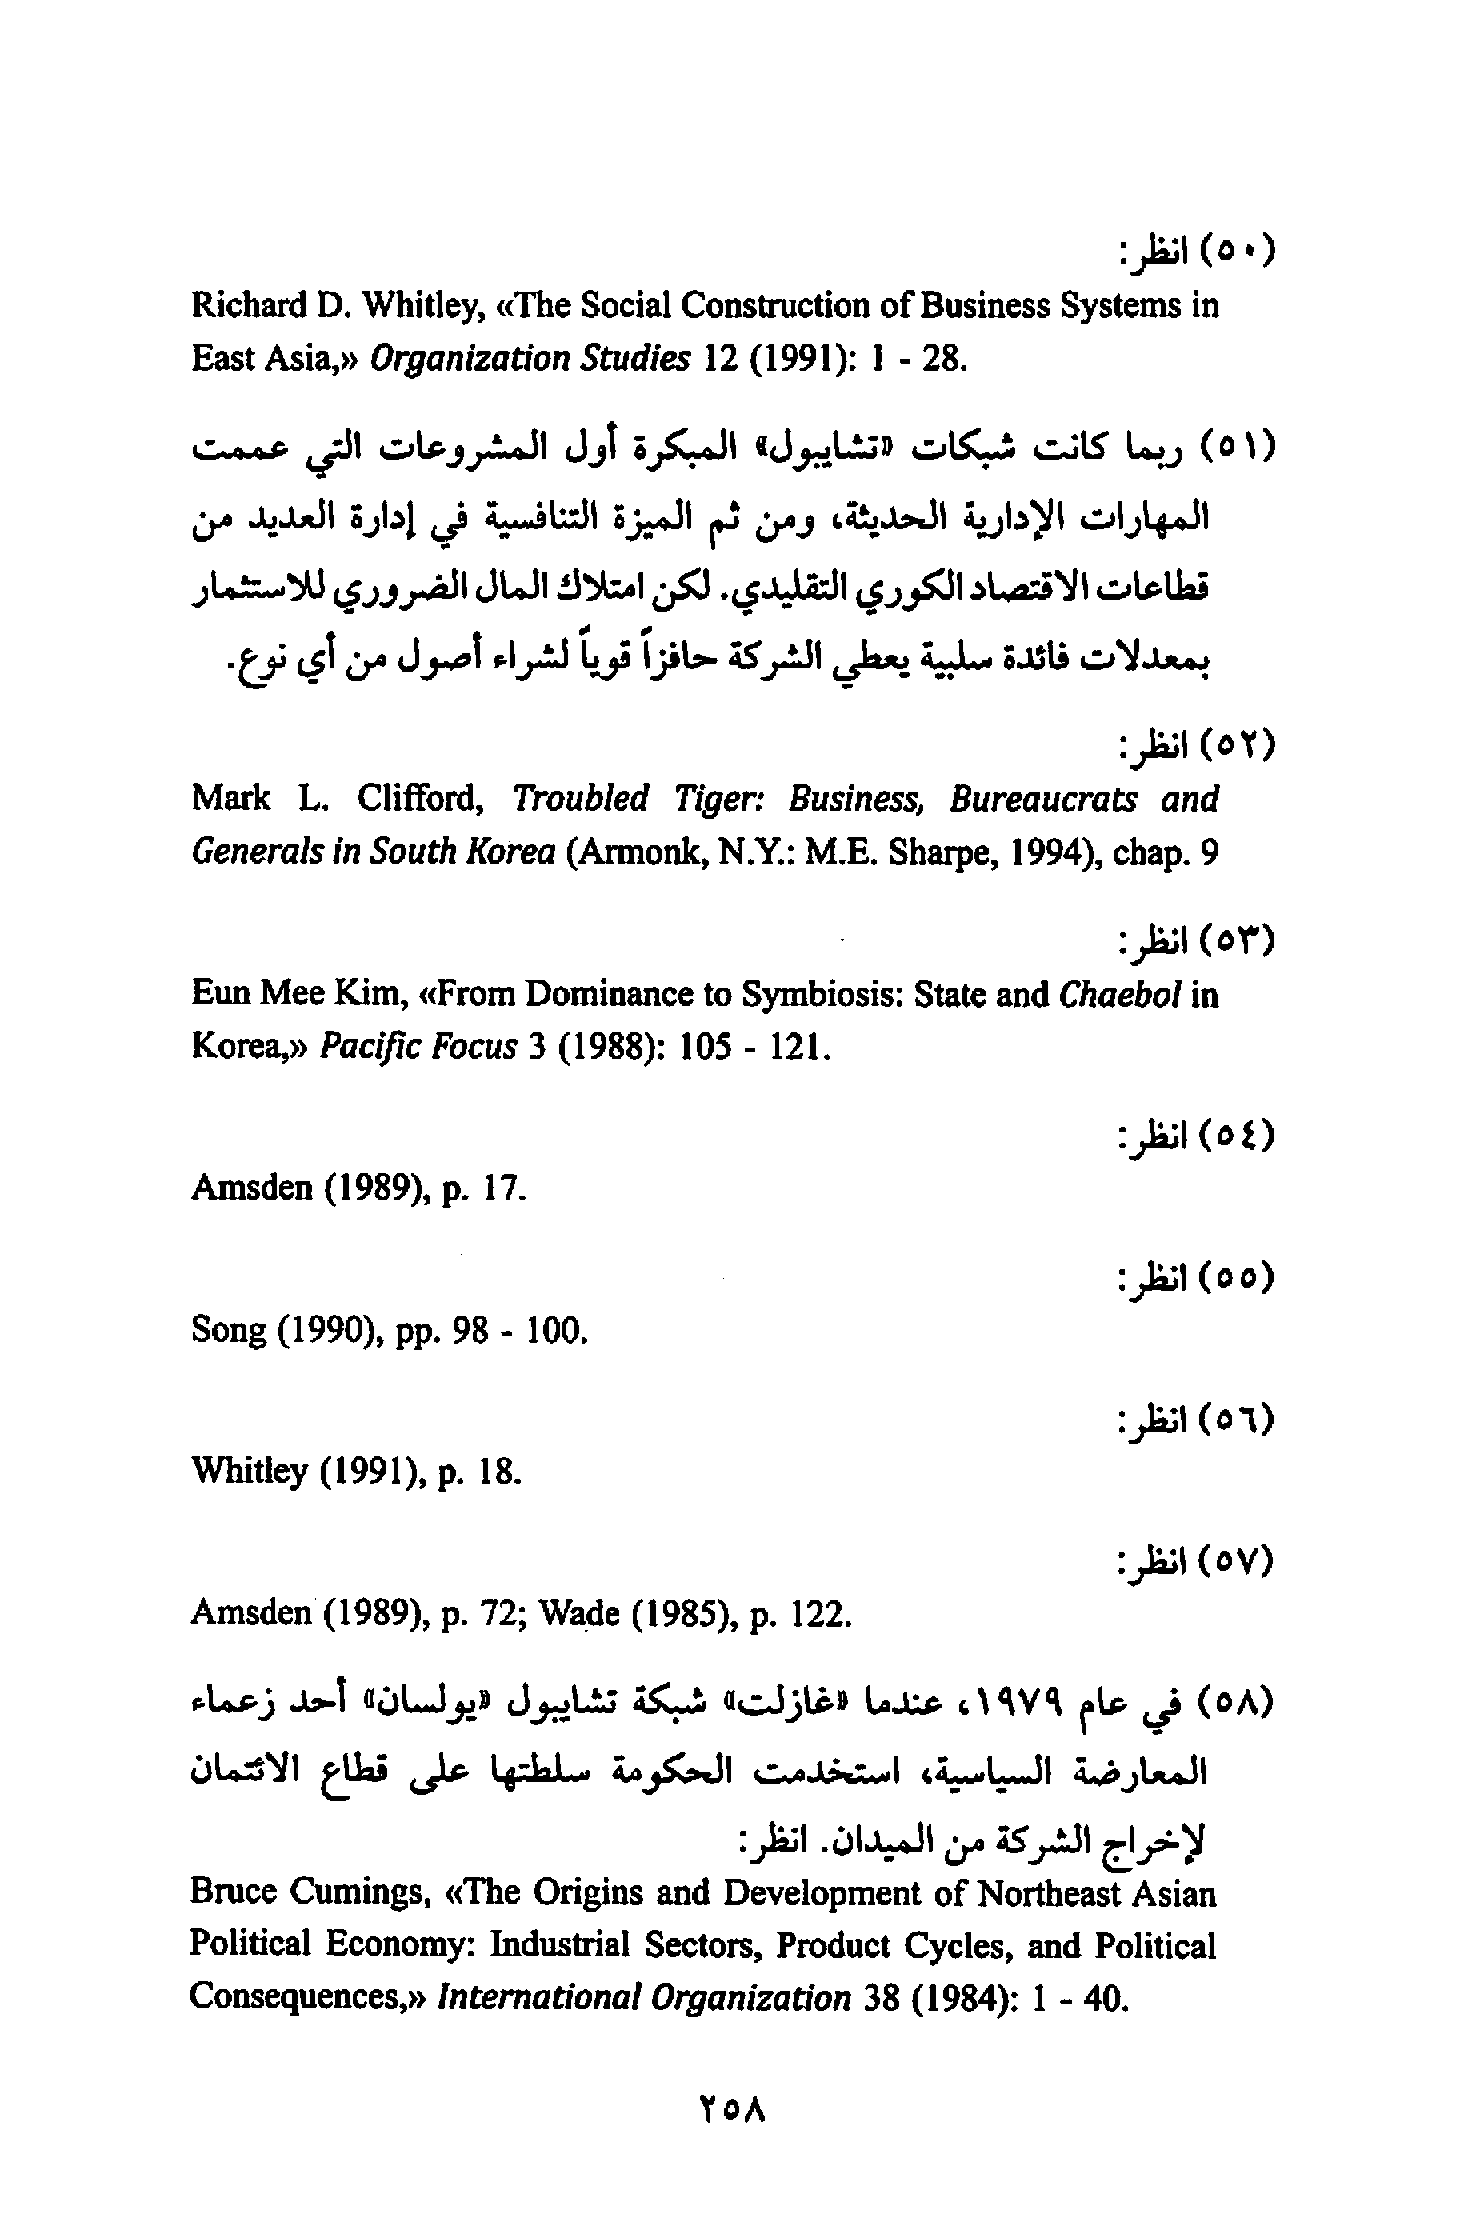 (٥٠) انظر:
Richard D. Whitley, «The Social Construction of Business Systems in
East Asia,» Organization Studies 12 (1991): 1 - 28.
(٥١) ربما كانت شبكات «تشايبول» المبكرة أول المشروعات التي عممت
المهارات الإدارية الحديثة، ومن ثم الميزة التنافسية في إدارة العديد من
قطاعات الاقتصاد الكوري التقليدي. لكن امتلاك المال الضروري للاستثمار
بمعدلات فائدة سلبية يعطي الشركة حافزاً قوياً لشراء أصول من أي نوع.
(٥٢) انظر:
Mark L. Clifford, Troubled Tiger: Business, Bureaucrats and
Generals in South Korea (Armonk, N.Y.: M.E. Sharpe, 1994), chap. 9
(٥٣) انظر:
Eun Mee Kim, «From Dominance to Symbiosis: State and Chaebol in
Korea,» Pacific Focus 3 (1988): 105 - 121.
(٥٤) انظر:
Amsden (1989), p. 17.
(٥٥) انظر:
Song (1990), pp. 98 - 100.
(٥٦) انظر:
Whitley (1991), p. 18.
(٥٧) انظر:
Amsden (1989), p. 72; Wade (1985), p. 122.
(٥٨) في عام ١٩٧٩، عندما «غازلت» شبكة تشايبول «يولسان» أحد زعماء
المعارضة السياسية، استخدمت الحكومة سلطتها على قطاع الائتمان
لإخراج الشركة من الميدان. انظر:
Bruce Cumings, «The Origins and Development of Northeast Asian
Political Economy: Industrial Sectors, Product Cycles, and Political
Consequences,» International Organization 38 (1984): 1 - 40.
٢٥٨